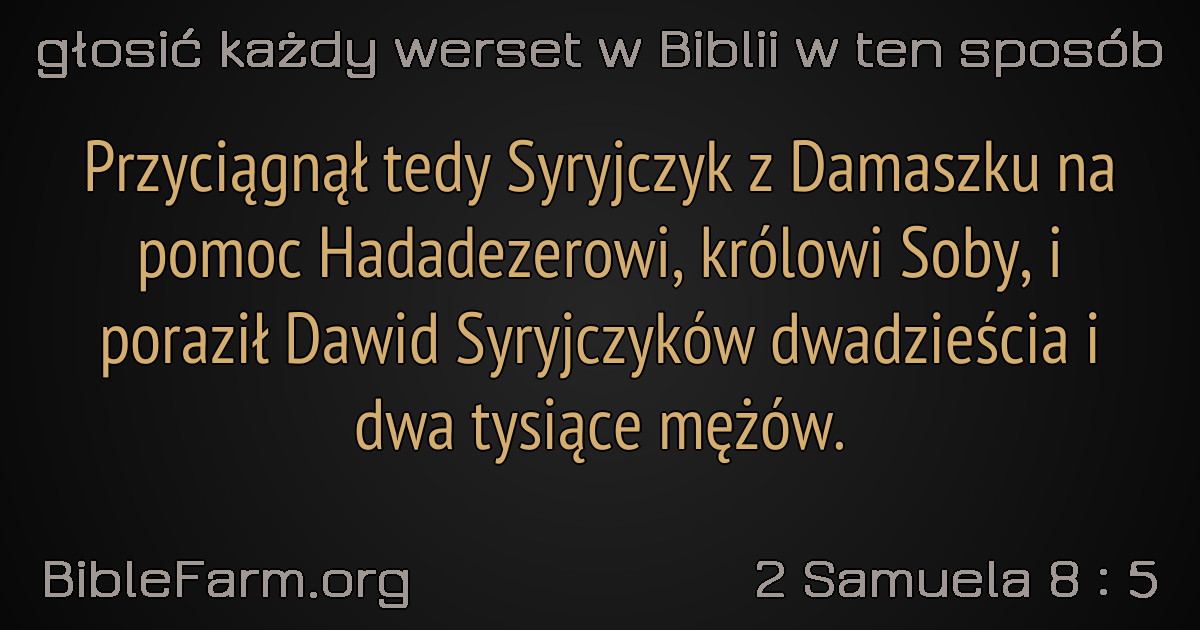 głosić każdy werset w Biblii w ten sposób
Przyciągnął tedy Syryjczyk z Damaszku na
pomoc Hadadezerowi, królowi Soby, i
poraził Dawid Syryjczyków dwadzieścia i
dwa tysiące mężów.
BibleFarm.org
2 Samuela 8 : 5